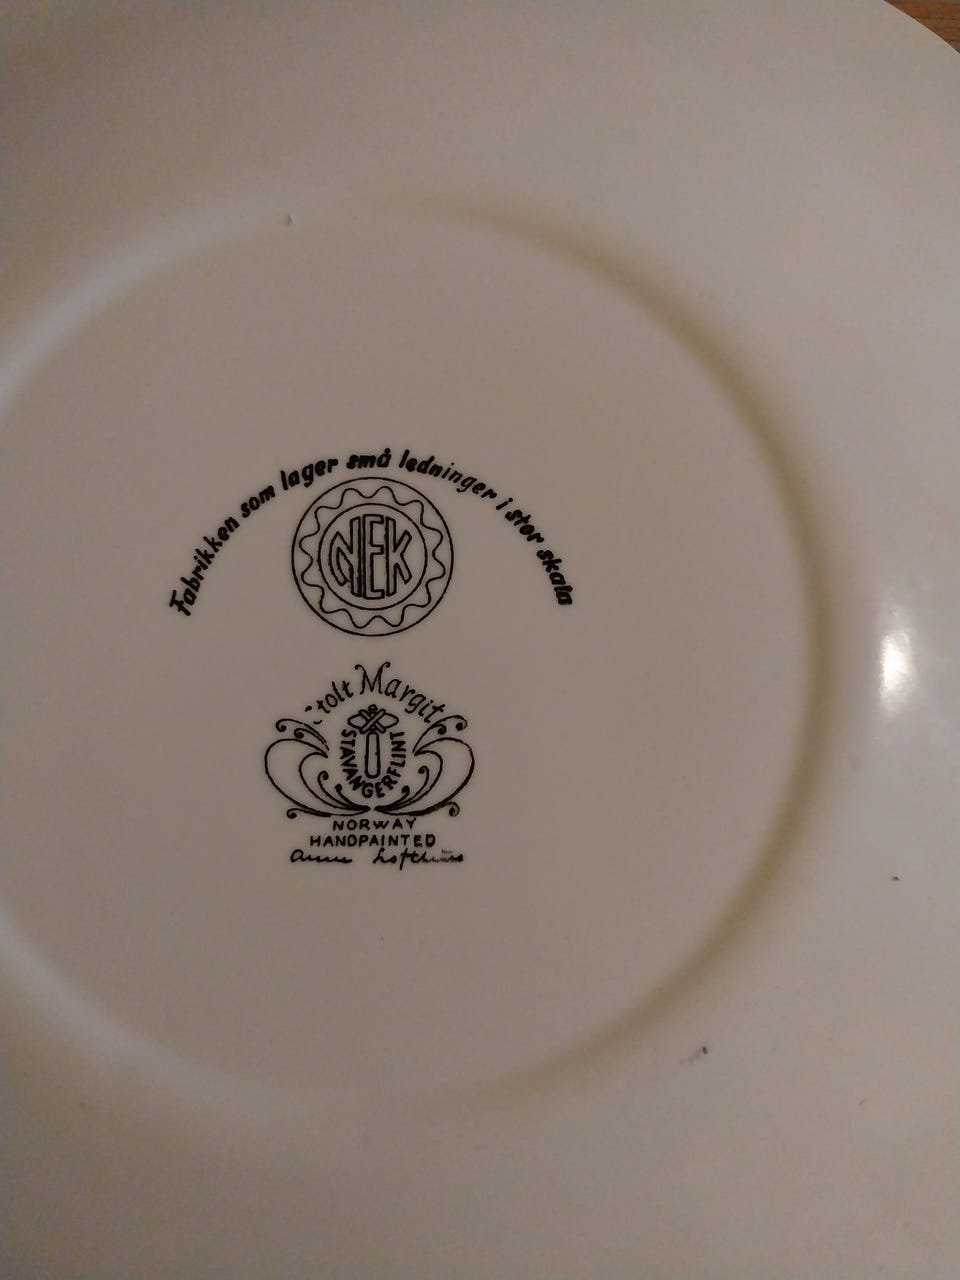 Fabrikken som lager små ledninger i stor skala
NEK
Stolt Margit
STAVANGERFLINT
NORWAY
HANDPAINTED